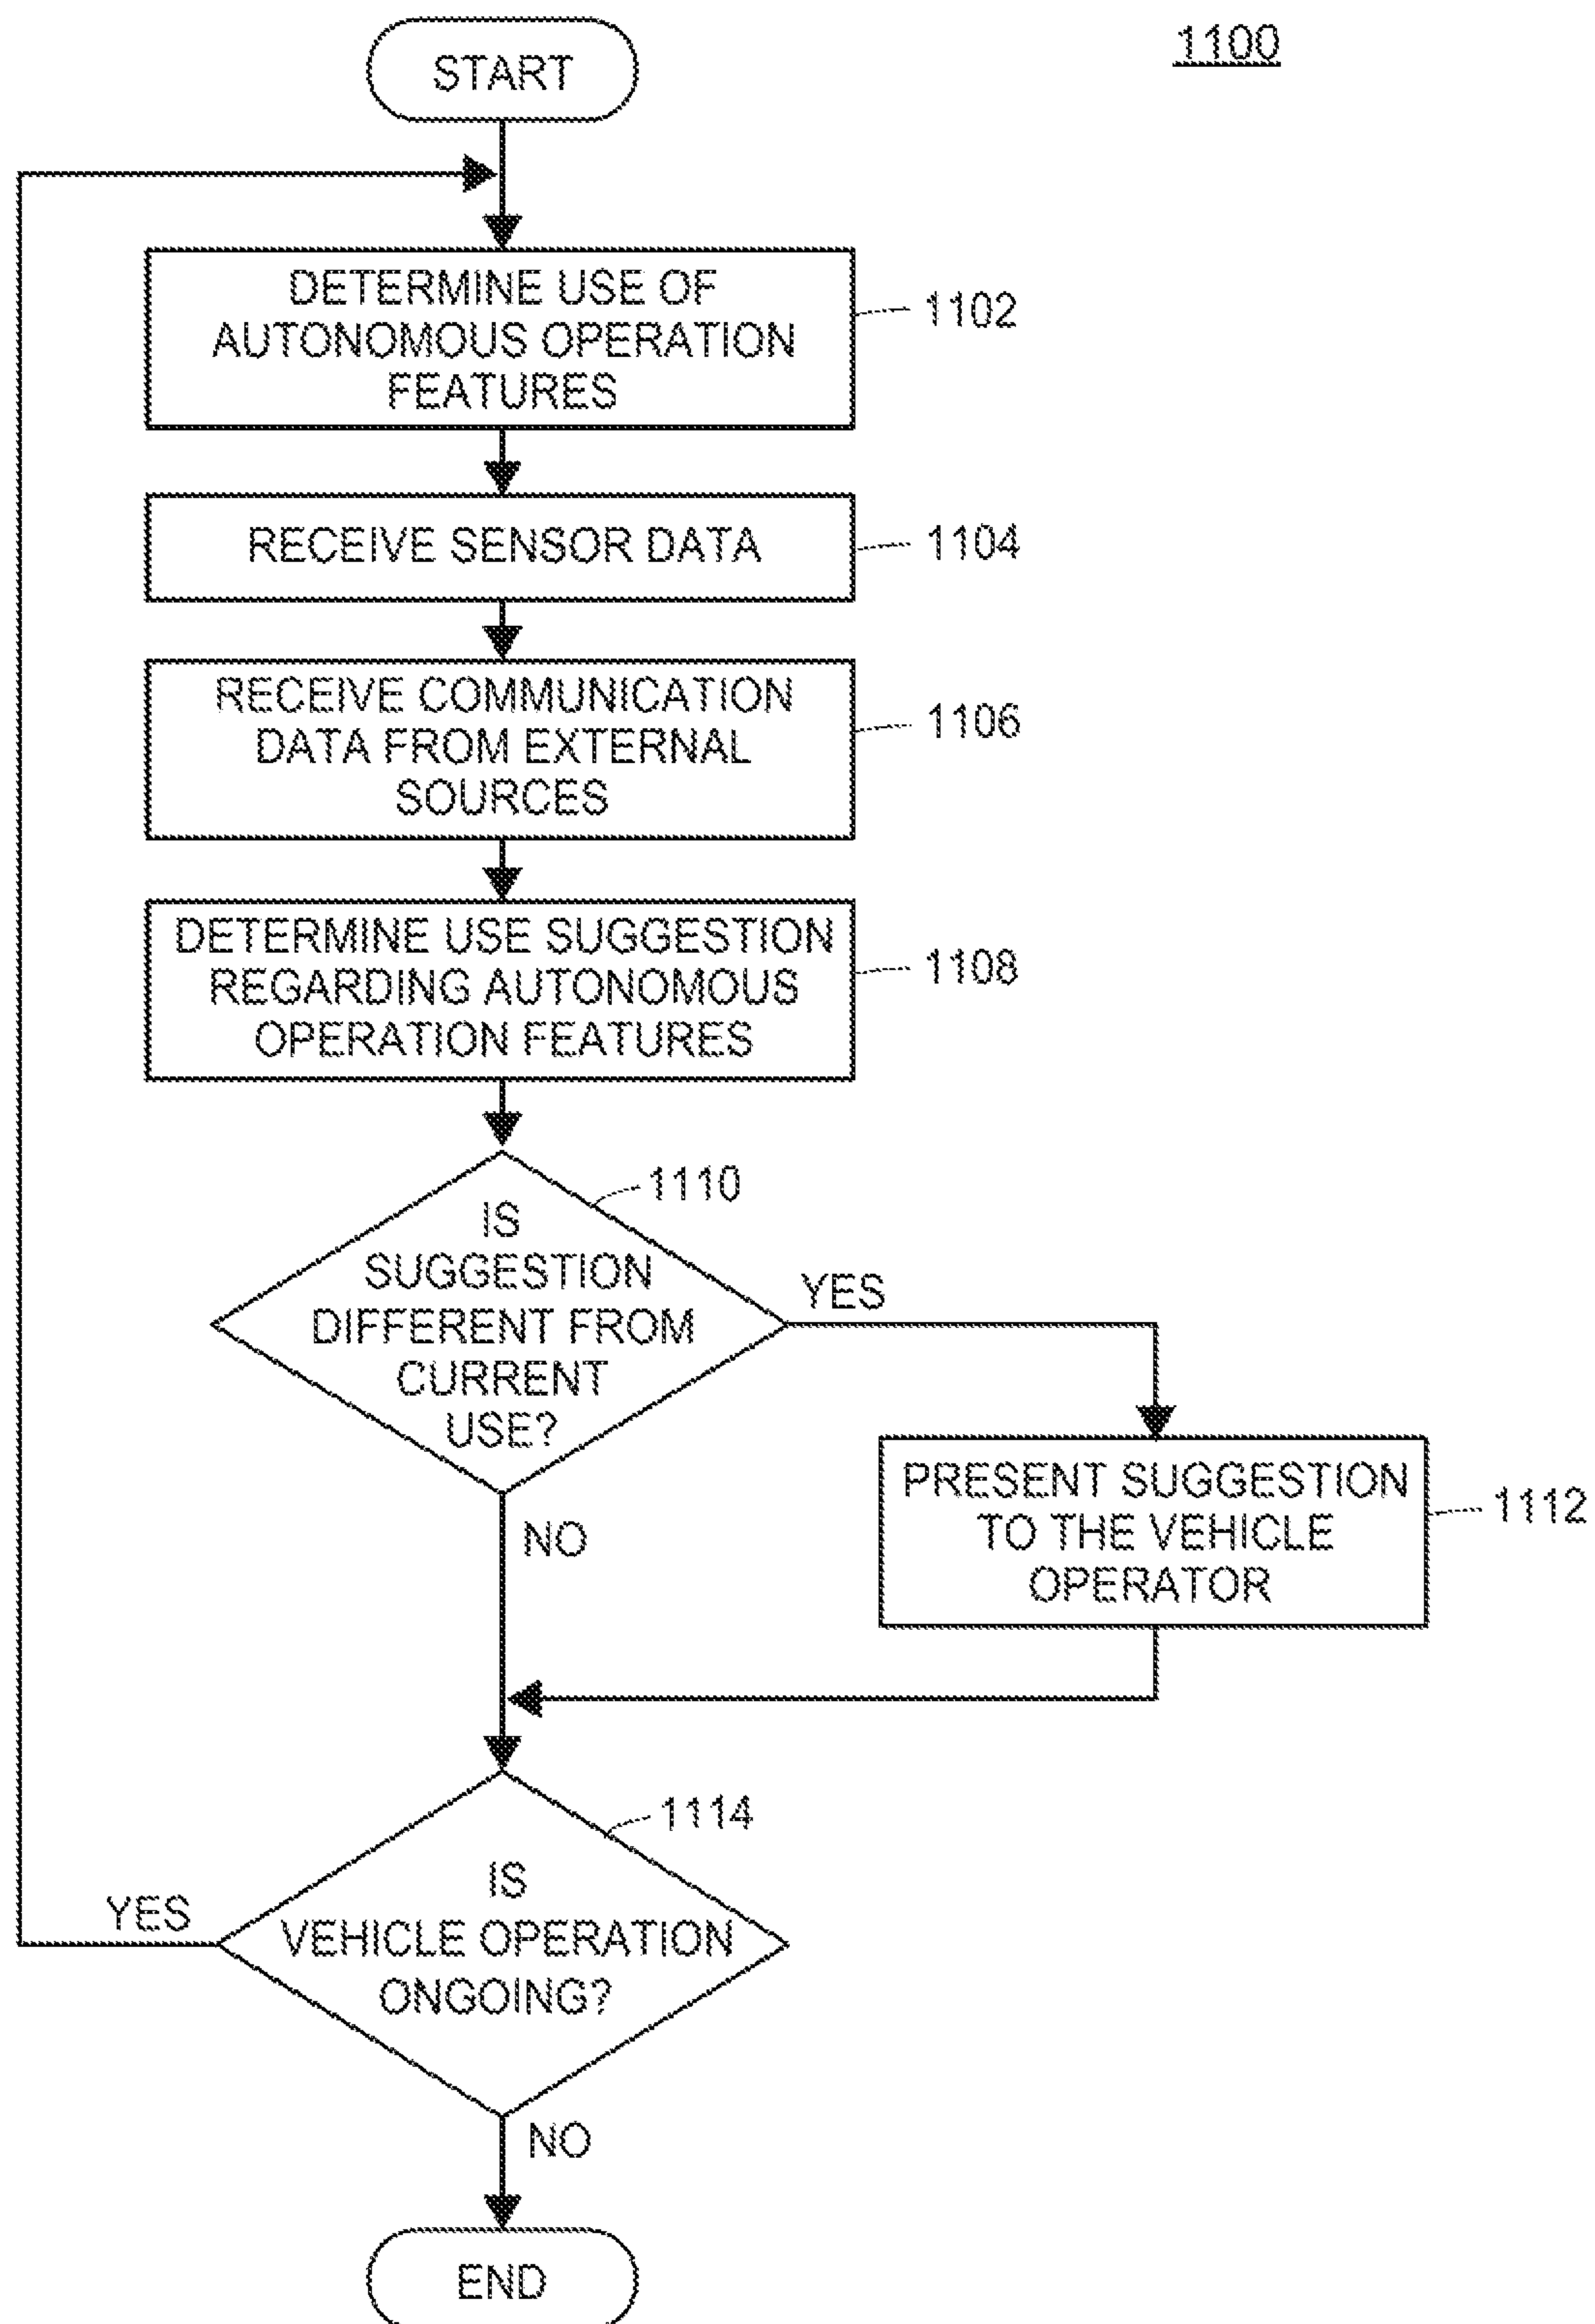 1100
START
DETERMINE USE OF
AUTONOMOUS OPERATION
FEATURES
1102
RECEIVE SENSOR DATA
1104
RECEIVE COMMUNICATION
DATA FROM EXTERNAL
SOURCES
1106
DETERMINE USE SUGGESTION
REGARDING AUTONOMOUS
OPERATION FEATURES
1108
1110
IS
SUGGESTION
DIFFERENT FROM
CURRENT
USE?
YES
NO
PRESENT SUGGESTION
TO THE VEHICLE
OPERATOR
1112
1114
IS
VEHICLE OPERATION
ONGOING?
YES
NO
END